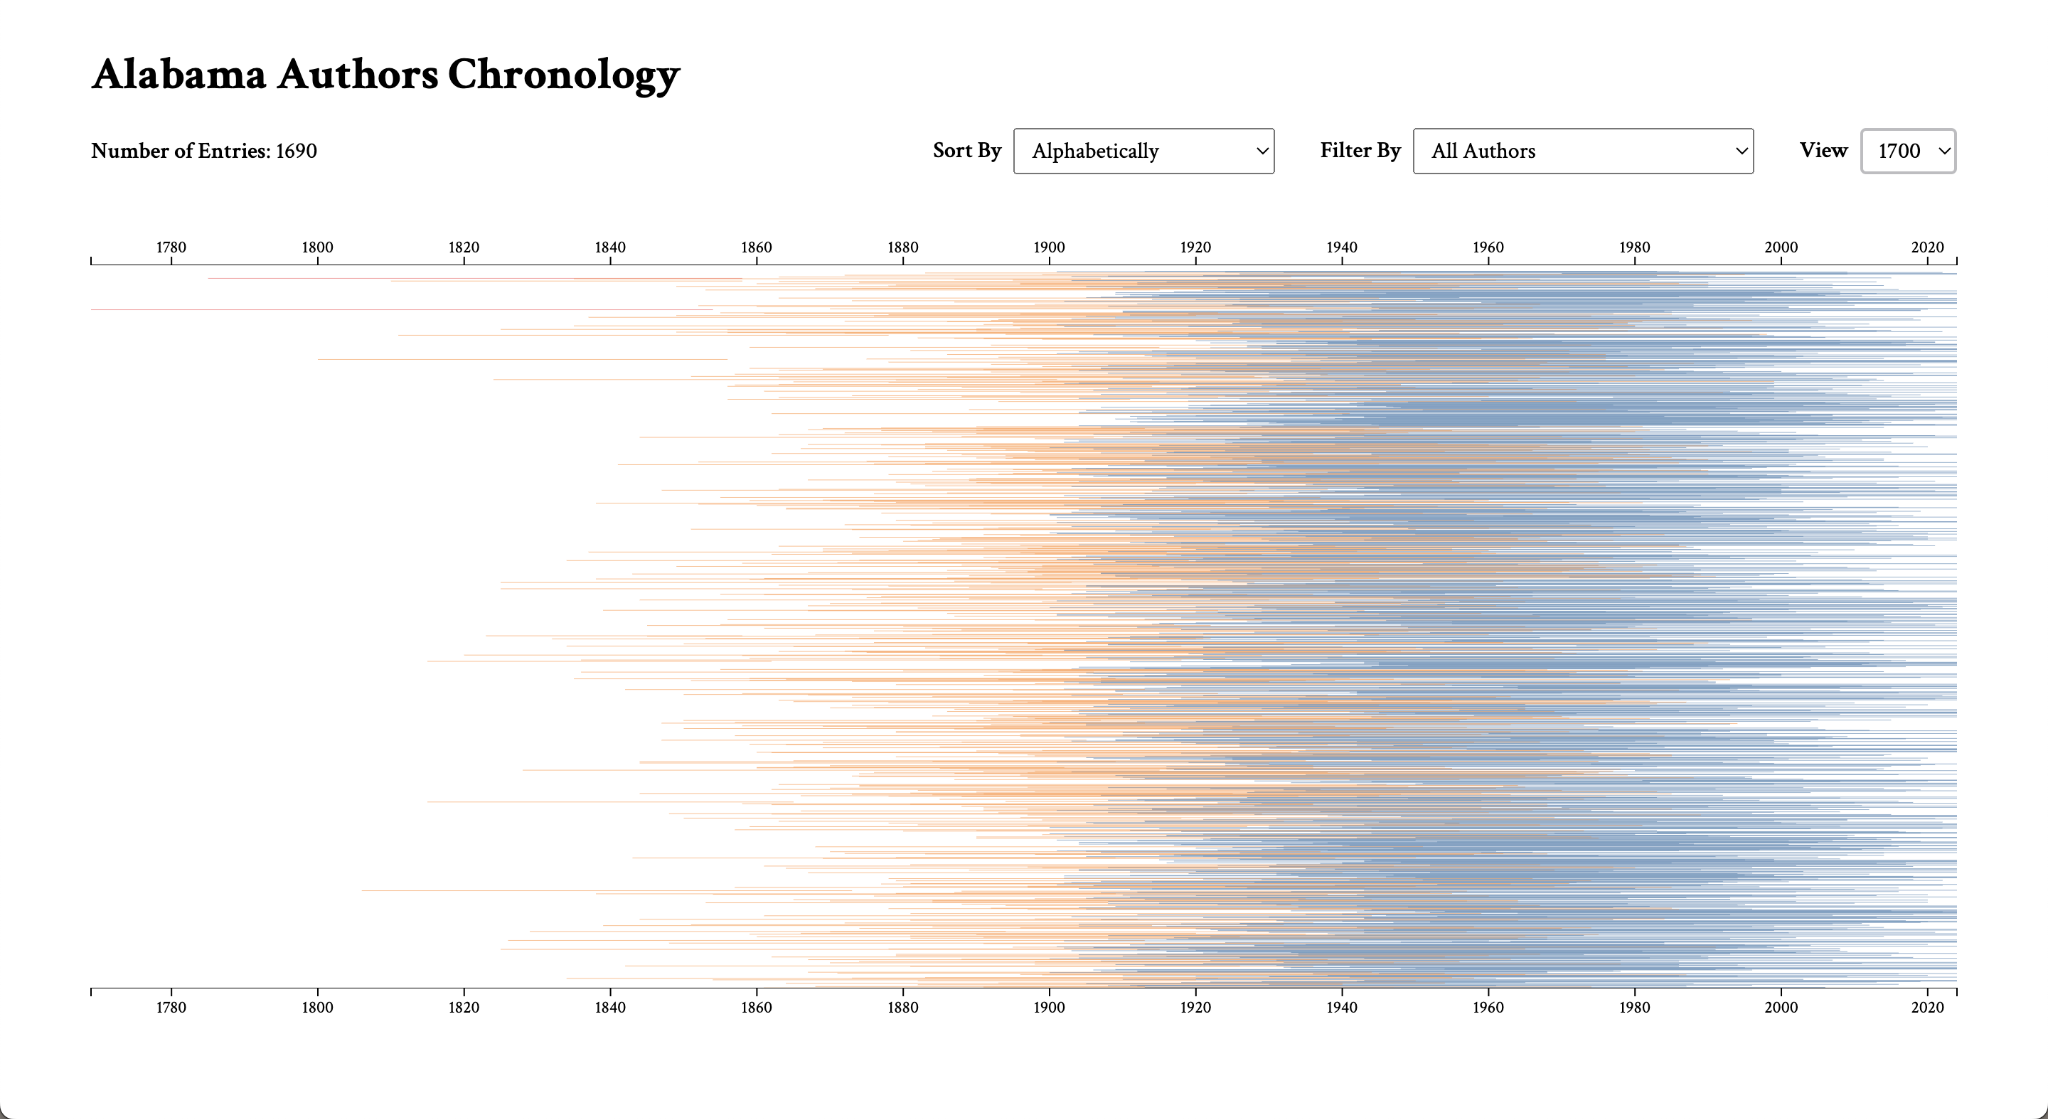 Alabama Authors Chronology
Number of Entries: 1690
Sort By Alphabetically Filter By All Authors View 1700
1780 1800 1820 1840 1860 1880 1900 1920 1940 1960 1980 2000 2020
1780 1800 1820 1840 1860 1880 1900 1920 1940 1960 1980 2000 2020